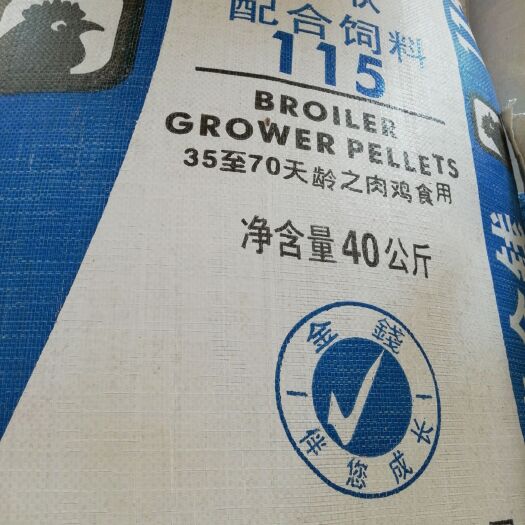 配合饲料
115
BROILER
GROWER PELLETS
35至70天龄之肉鸡食用
净含量40公斤
金錢
伴您成长